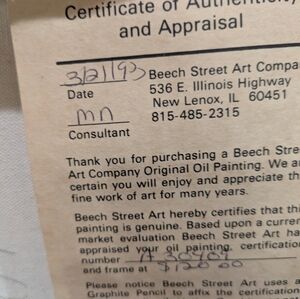 Certificate of Authenticity
and Appraisal
3/21/93 Beech Street Art Compa
Date 536 E. Illinois Highway
New Lenox, IL 60451
mn 815-485-2315
Consultant
Thank you for purchasing a Beech Stre
Art Company Original Oil Painting. We a
certain you will enjoy and appreciate th
fine work of art for many years.
Beech Street Art hereby certifies that thi
painting is genuine. Based upon a curre
market evaluation Beech Street Art ha
appraised your oil painting, certification
number A 30409
and frame at $120.00
Please notice Beech Street Art uses a
Graphite Pencil to affix the certification